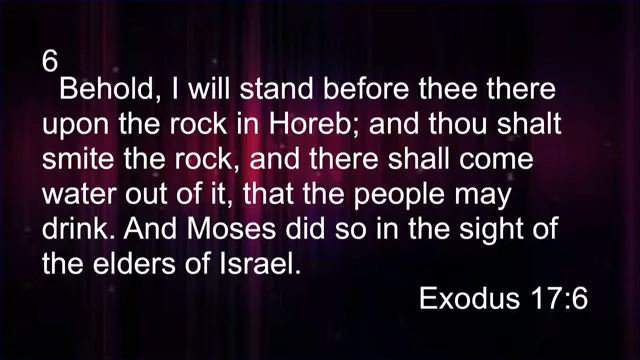 6
Behold, I will stand before thee there
upon the rock in Horeb; and thou shalt
smite the rock, and there shall come
water out of it, that the people may
drink. And Moses did so in the sight of
the elders of Israel.
Exodus 17:6